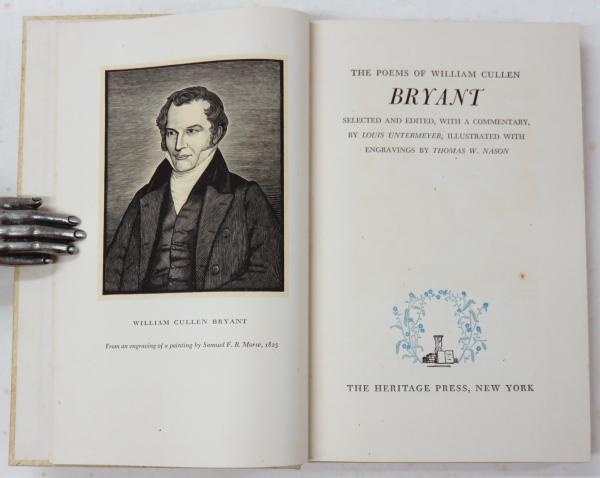 WILLIAM CULLEN BRYANT
From an engraving of a painting by Samuel F. B. Morse, 1825
THE POEMS OF WILLIAM CULLEN
BRYANT
SELECTED AND EDITED, WITH A COMMENTARY,
BY LOUIS UNTERMEYER; ILLUSTRATED WITH
ENGRAVINGS BY THOMAS W. NASON
THE HERITAGE PRESS, NEW YORK